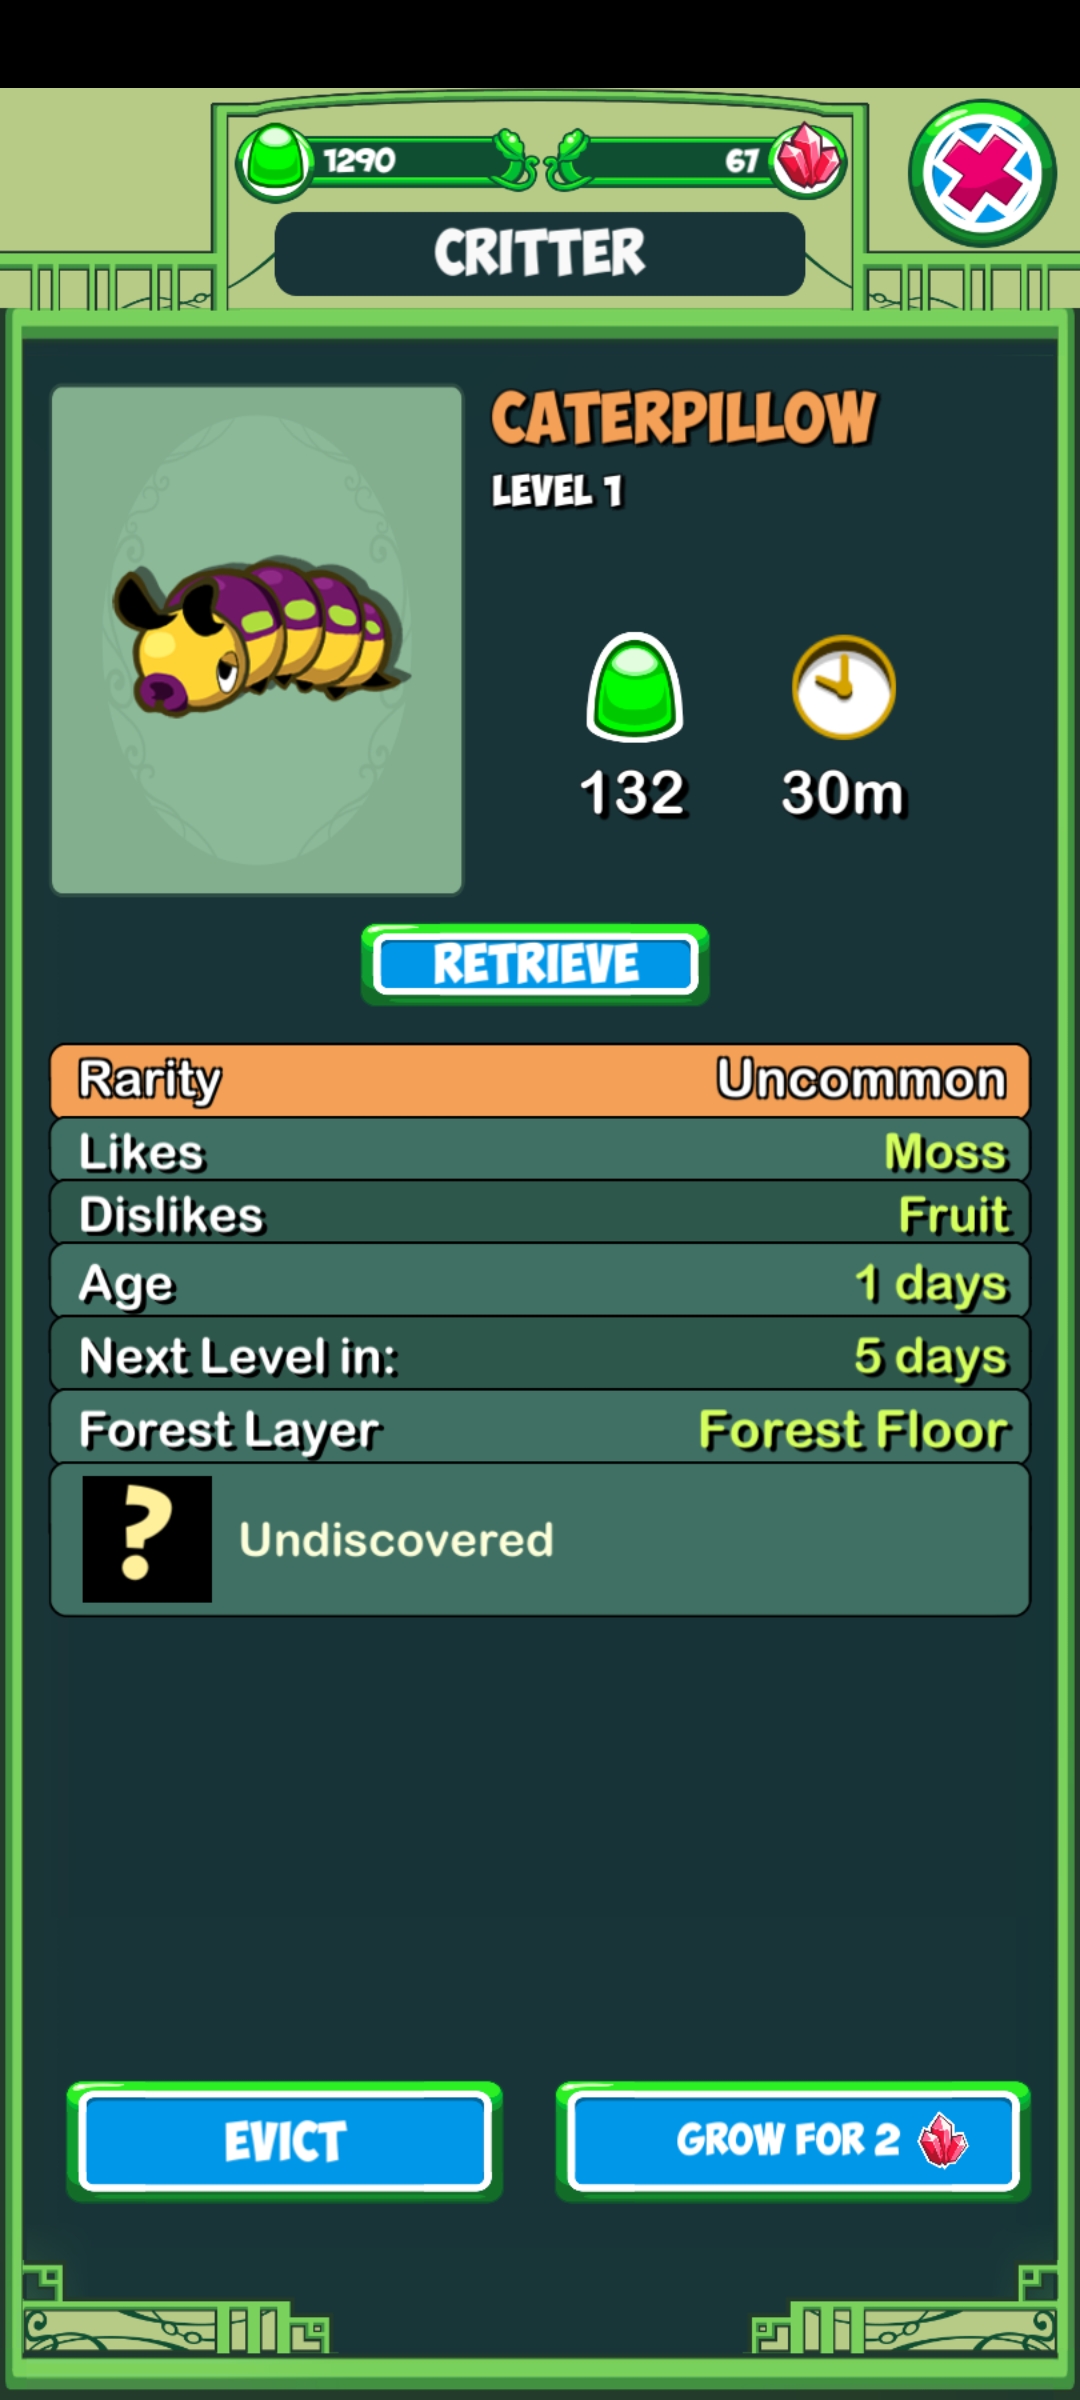 1290
67
CRITTER
CATERPILLOW
LEVEL 1
132
30m
RETRIEVE
Rarity Uncommon
Likes Moss
Dislikes Fruit
Age 1 days
Next Level in: 5 days
Forest Layer Forest Floor
? Undiscovered
EVICT
GROW FOR 2